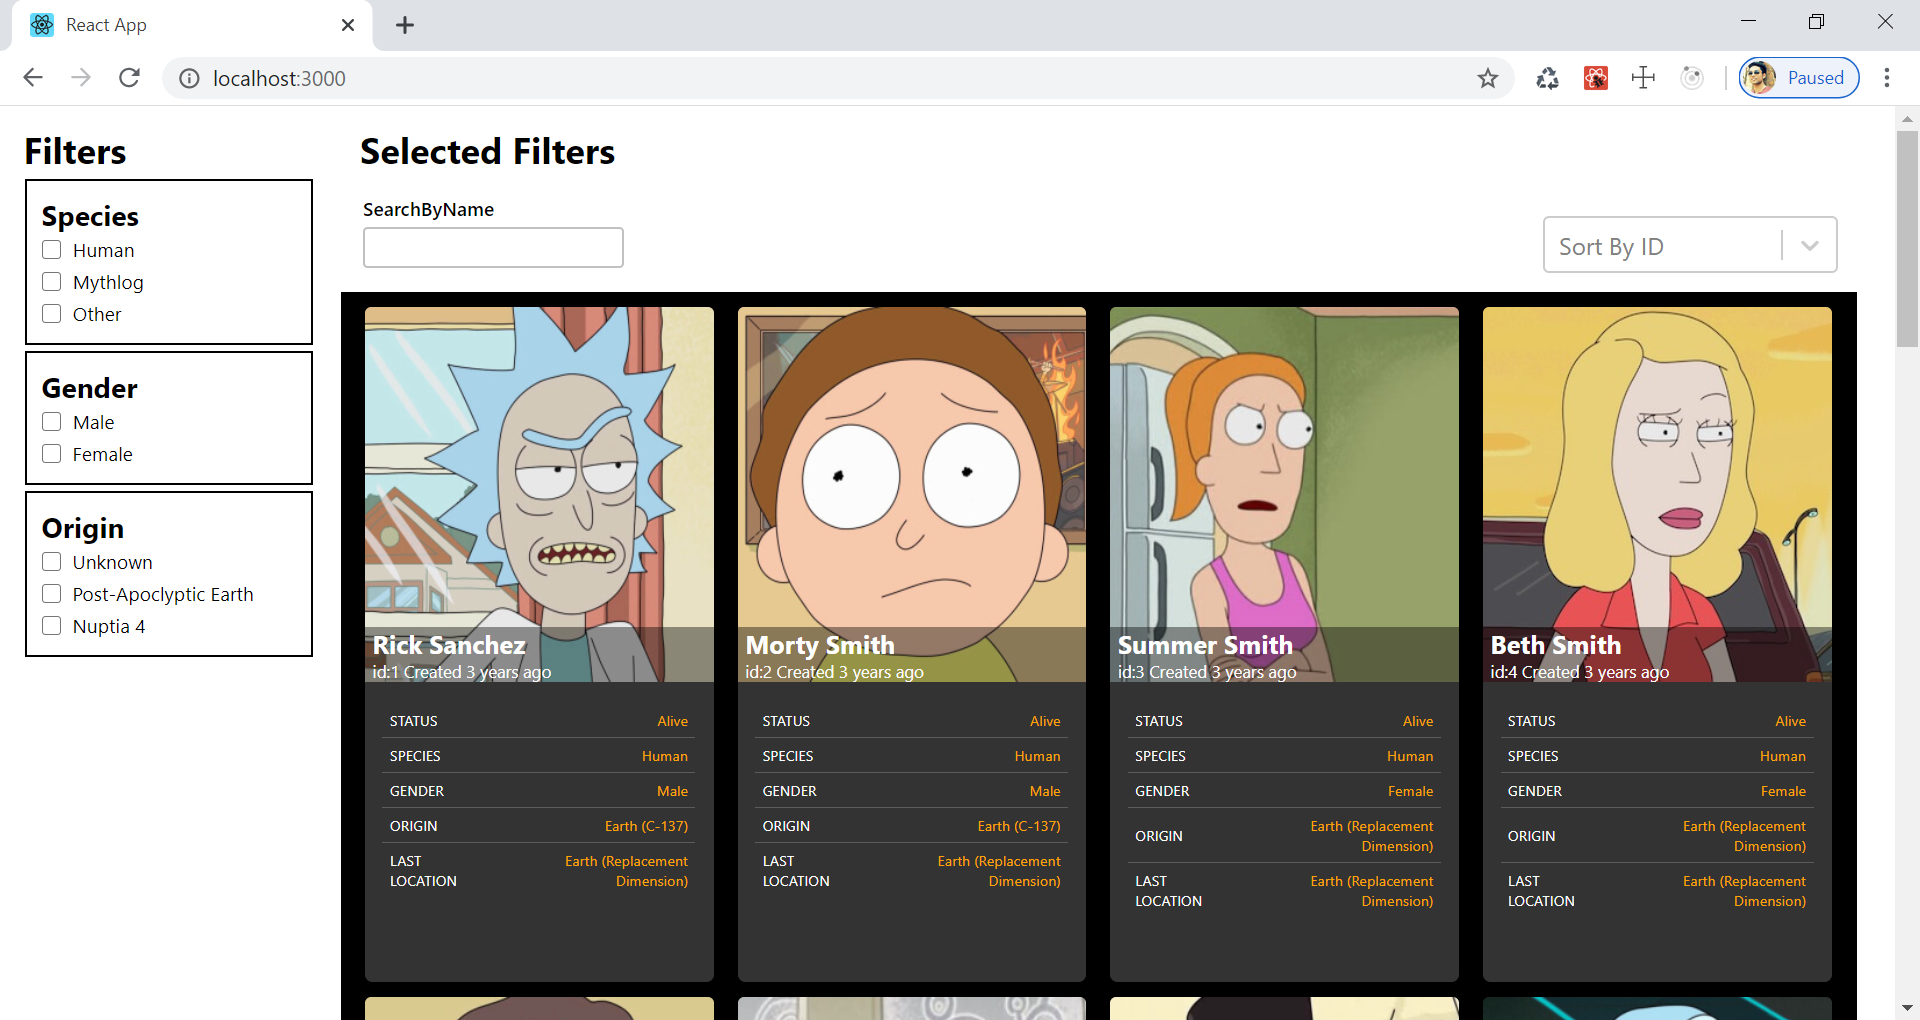 React App
localhost:3000
Paused
Filters
Species
Human
Mythlog
Other
Gender
Male
Female
Origin
Unknown
Post-Apoclyptic Earth
Nuptia 4
Selected Filters
SearchByName
Sort By ID
Rick Sanchez
id:1 Created 3 years ago
STATUS Alive
SPECIES Human
GENDER Male
ORIGIN Earth (C-137)
LAST LOCATION Earth (Replacement
Dimension)
Morty Smith
id:2 Created 3 years ago
STATUS Alive
SPECIES Human
GENDER Male
ORIGIN Earth (C-137)
LAST LOCATION Earth (Replacement
Dimension)
Summer Smith
id:3 Created 3 years ago
STATUS Alive
SPECIES Human
GENDER Female
ORIGIN Earth (Replacement
Dimension)
LAST LOCATION Earth (Replacement
Dimension)
Beth Smith
id:4 Created 3 years ago
STATUS Alive
SPECIES Human
GENDER Female
ORIGIN Earth (Replacement
Dimension)
LAST LOCATION Earth (Replacement
Dimension)